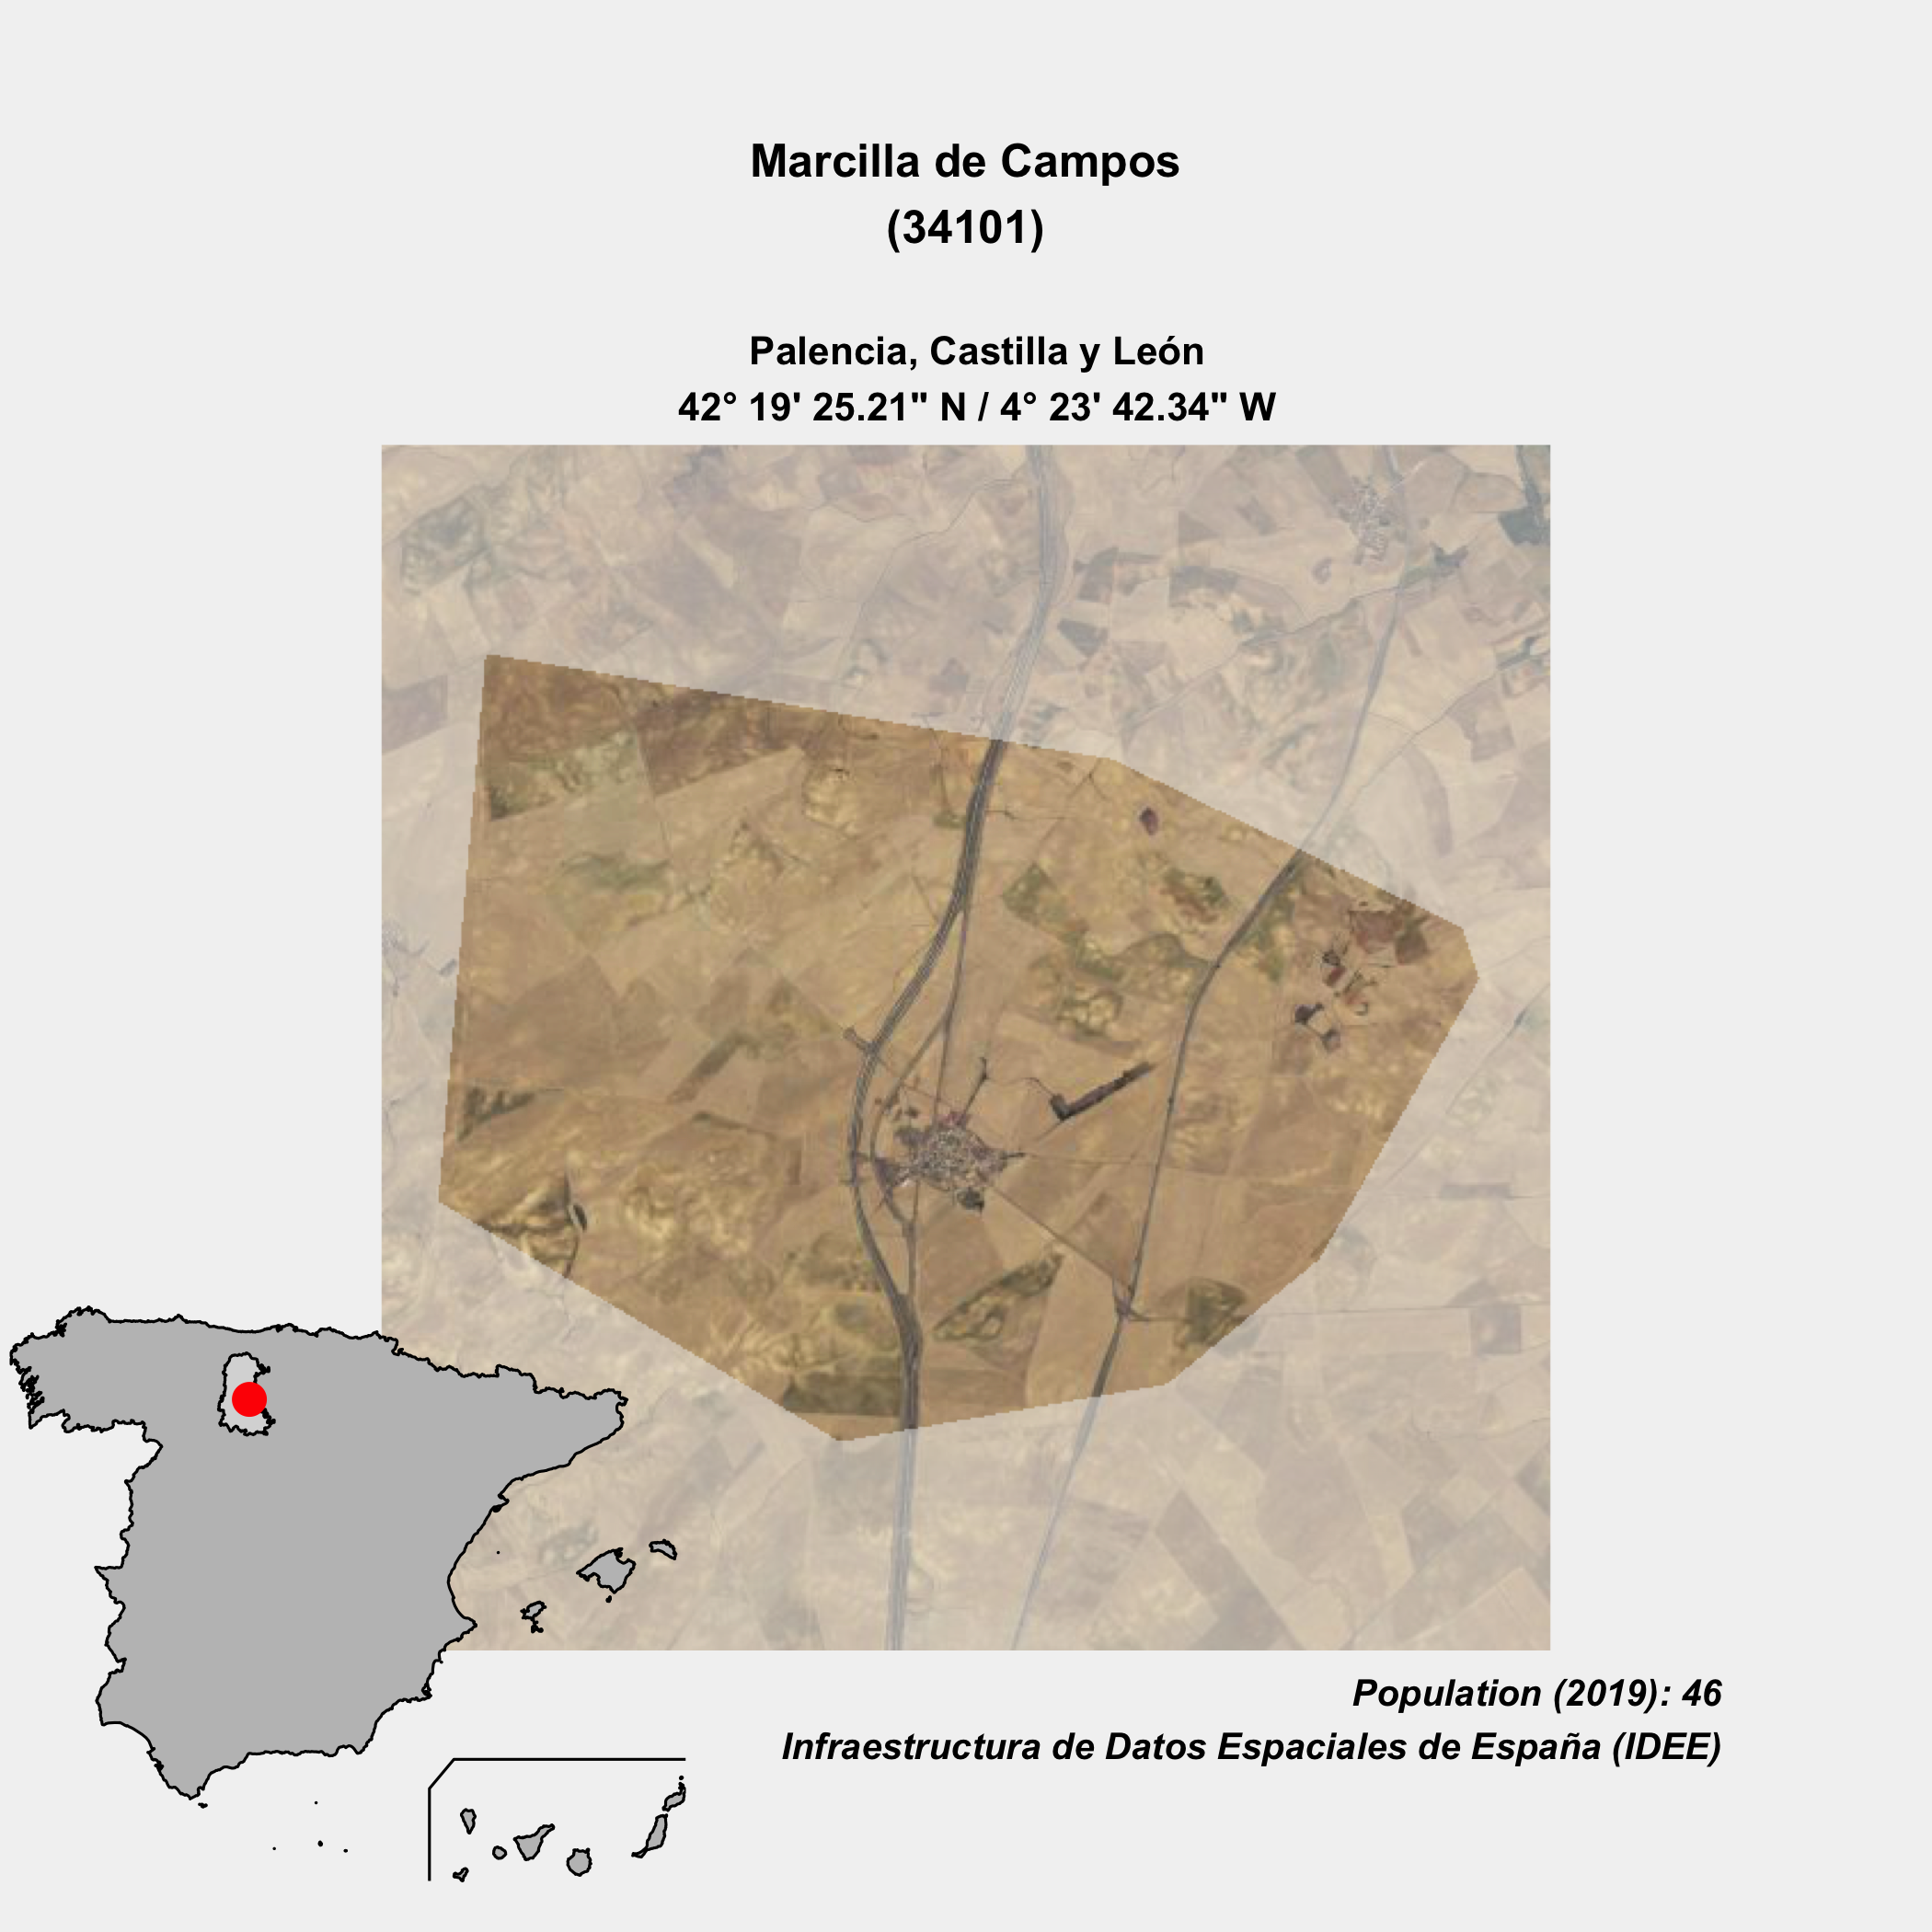 Marcilla de Campos
(34101)
Palencia, Castilla y León
42° 19' 25.21" N / 4° 23' 42.34" W
Population (2019): 46
Infraestructura de Datos Espaciales de España (IDEE)